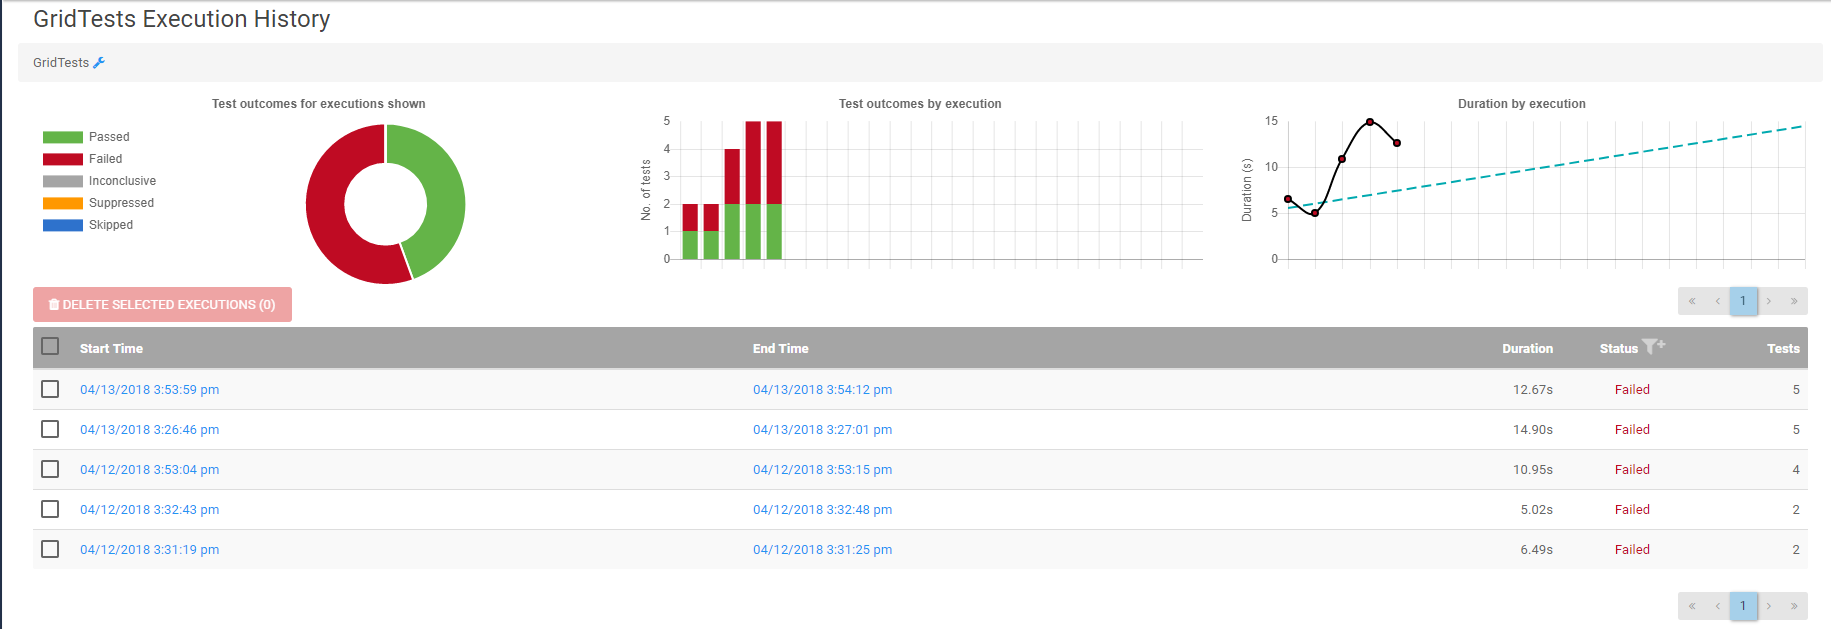 GridTests Execution History
GridTests
Test outcomes for executions shown
Passed
Failed
Inconclusive
Suppressed
Skipped
Test outcomes by execution
No. of tests
5
4
3
2
1
0
Duration by execution
Duration (s)
15
10
5
0
DELETE SELECTED EXECUTIONS (0)
« ‹ 1 › »
Start Time End Time Duration Status Tests
04/13/2018 3:53:59 pm 04/13/2018 3:54:12 pm 12.67s Failed 5
04/13/2018 3:26:46 pm 04/13/2018 3:27:01 pm 14.90s Failed 5
04/12/2018 3:53:04 pm 04/12/2018 3:53:15 pm 10.95s Failed 4
04/12/2018 3:32:43 pm 04/12/2018 3:32:48 pm 5.02s Failed 2
04/12/2018 3:31:19 pm 04/12/2018 3:31:25 pm 6.49s Failed 2
« ‹ 1 › »